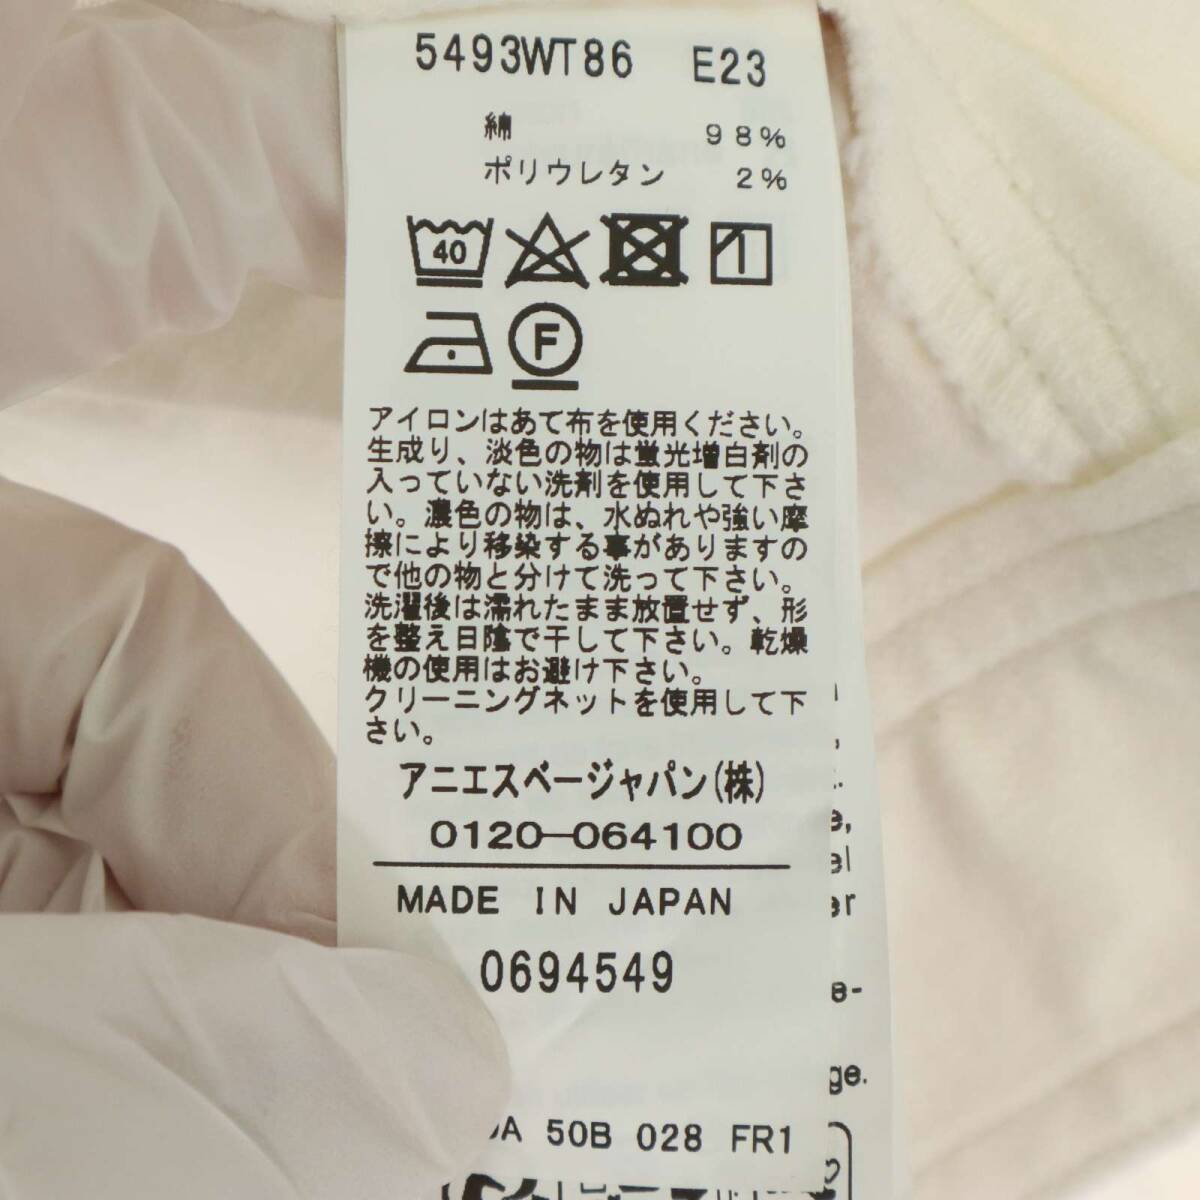 5493WT86 E23
綿 98%
ポリウレタン 2%
40
F
アイロンはあて布を使用ください。
生成り、淡色の物は蛍光増白剤の
入っていない洗剤を使用して下さ
い。濃色の物は、水ぬれや強い摩
擦により移染する事がありますの
で他の物と分けて洗って下さい。
洗濯後は濡れたまま放置せず、形
を整え日陰で干して下さい。乾燥
機の使用はお避け下さい。
クリーニングネットを使用して下
さい。
アニエスベージャパン(株)
0120-064100
MADE IN JAPAN
0694549
50B 028 FR1